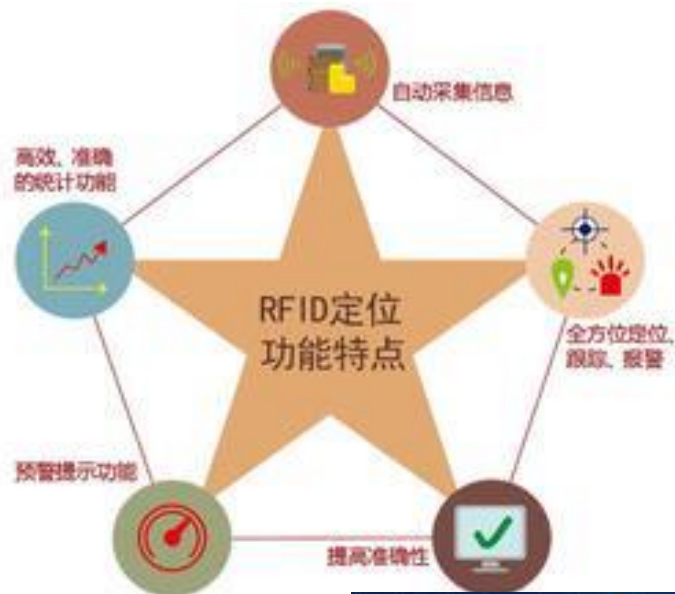 自动采集信息
高效、准确
的统计功能
RFID定位
功能特点
全方位定位、
跟踪、报警
预警提示功能
提高准确性